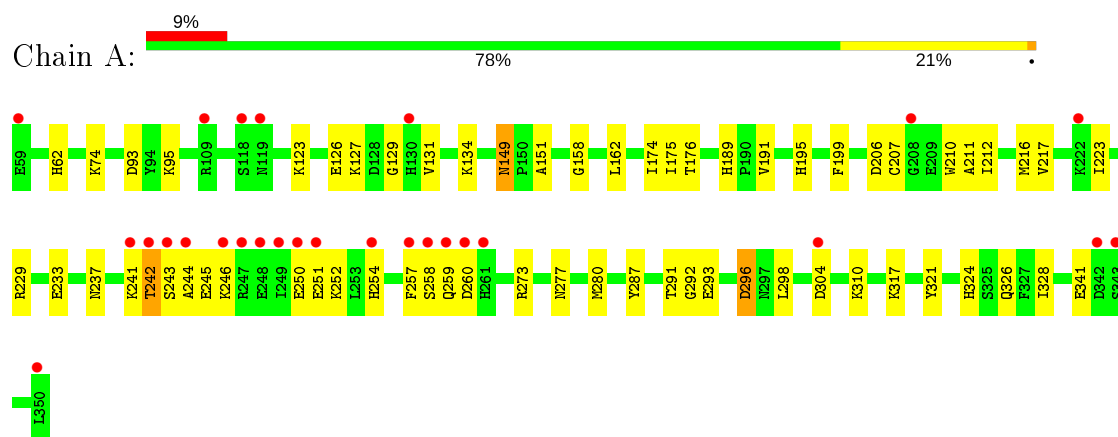 9%
Chain A:
78% 21% •
E59 H62 K74 D93 Y94 K95 R109 S118 N119 K123 E126 K127 D128 G129 H130 V131 K134 N149 P150 A151 G158 L162 I174 I175 T176 H189 P190 V191 H195 F199 D206 C207 G208 E209 W210 A211 I212 M216 V217 K222 I223
R229 E233 N237 K241 T242 S243 A244 E245 K246 R247 E248 I249 E250 E251 K252 L253 H254 F257 S258 Q259 D260 H261 R273 N277 M280 Y287 T291 G292 E293 D296 N297 L298 D304 K310 K317 Y321 H324 S325 Q326 F327 I328 E341 D342 S343
L350